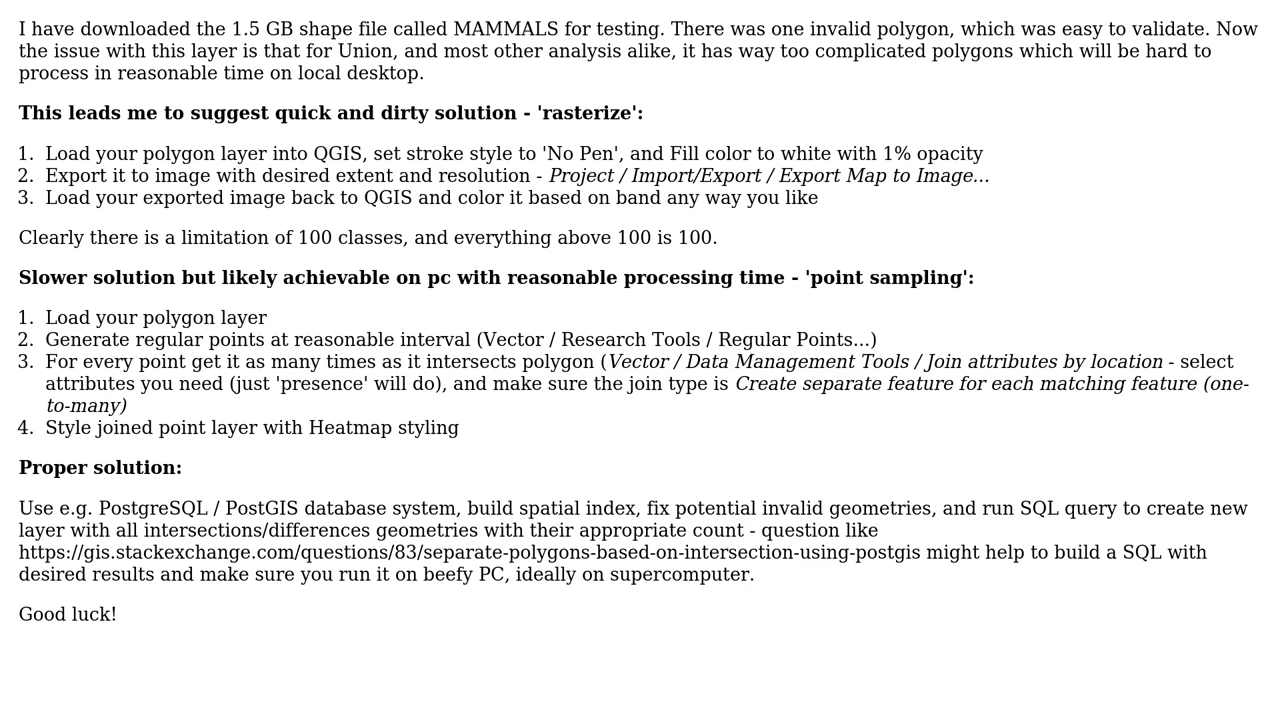 I have downloaded the 1.5 GB shape file called MAMMALS for testing. There was one invalid polygon, which was easy to validate. Now
the issue with this layer is that for Union, and most other analysis alike, it has way too complicated polygons which will be hard to
process in reasonable time on local desktop.
This leads me to suggest quick and dirty solution - 'rasterize':
1. Load your polygon layer into QGIS, set stroke style to 'No Pen', and Fill color to white with 1% opacity
2. Export it to image with desired extent and resolution - Project / Import/Export / Export Map to Image...
3. Load your exported image back to QGIS and color it based on band any way you like
Clearly there is a limitation of 100 classes, and everything above 100 is 100.
Slower solution but likely achievable on pc with reasonable processing time - 'point sampling':
1. Load your polygon layer
2. Generate regular points at reasonable interval (Vector / Research Tools / Regular Points...)
3. For every point get it as many times as it intersects polygon (Vector / Data Management Tools / Join attributes by location - select
attributes you need (just 'presence' will do), and make sure the join type is Create separate feature for each matching feature (one-
to-many)
4. Style joined point layer with Heatmap styling
Proper solution:
Use e.g. PostgreSQL / PostGIS database system, build spatial index, fix potential invalid geometries, and run SQL query to create new
layer with all intersections/differences geometries with their appropriate count - question like
https://gis.stackexchange.com/questions/83/separate-polygons-based-on-intersection-using-postgis might help to build a SQL with
desired results and make sure you run it on beefy PC, ideally on supercomputer.
Good luck!